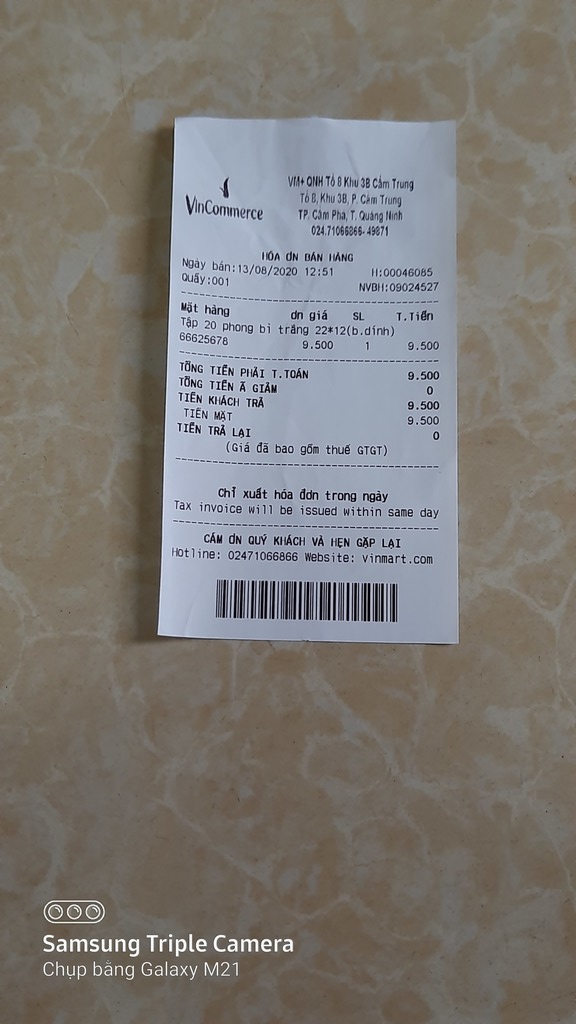 VinCommerce
VM+ QNH Tổ 8 Khu 3B Cẩm Trung
Tổ 8, Khu 3B, P. Cẩm Trung
TP. Cẩm Phả, T. Quảng Ninh
024.71066866-49871
HÓA ƠN BÁN HÀNG
Ngày bán:13/08/2020 12:51 H:00046085
Quầy:001 NVBH:09024527
Mặt hàng ơn giá SL T.Tiền
Tập 20 phong bì trắng 22*12(b.dính)
66625678 9.500 1 9.500
TỔNG TIỀN PHẢI T.TOÁN 9.500
TỔNG TIỀN Ã GIẢM 0
TIỀN KHÁCH TRẢ 9.500
TIỀN MẶT 9.500
TIỀN TRẢ LẠI 0
(Giá đã bao gồm thuế GTGT)
Chỉ xuất hóa đơn trong ngày
Tax invoice will be issued within same day
CẢM ƠN QUÝ KHÁCH VÀ HẸN GẶP LẠI
Hotline: 02471066866 Website: vinmart.com
Samsung Triple Camera
Chụp bằng Galaxy M21